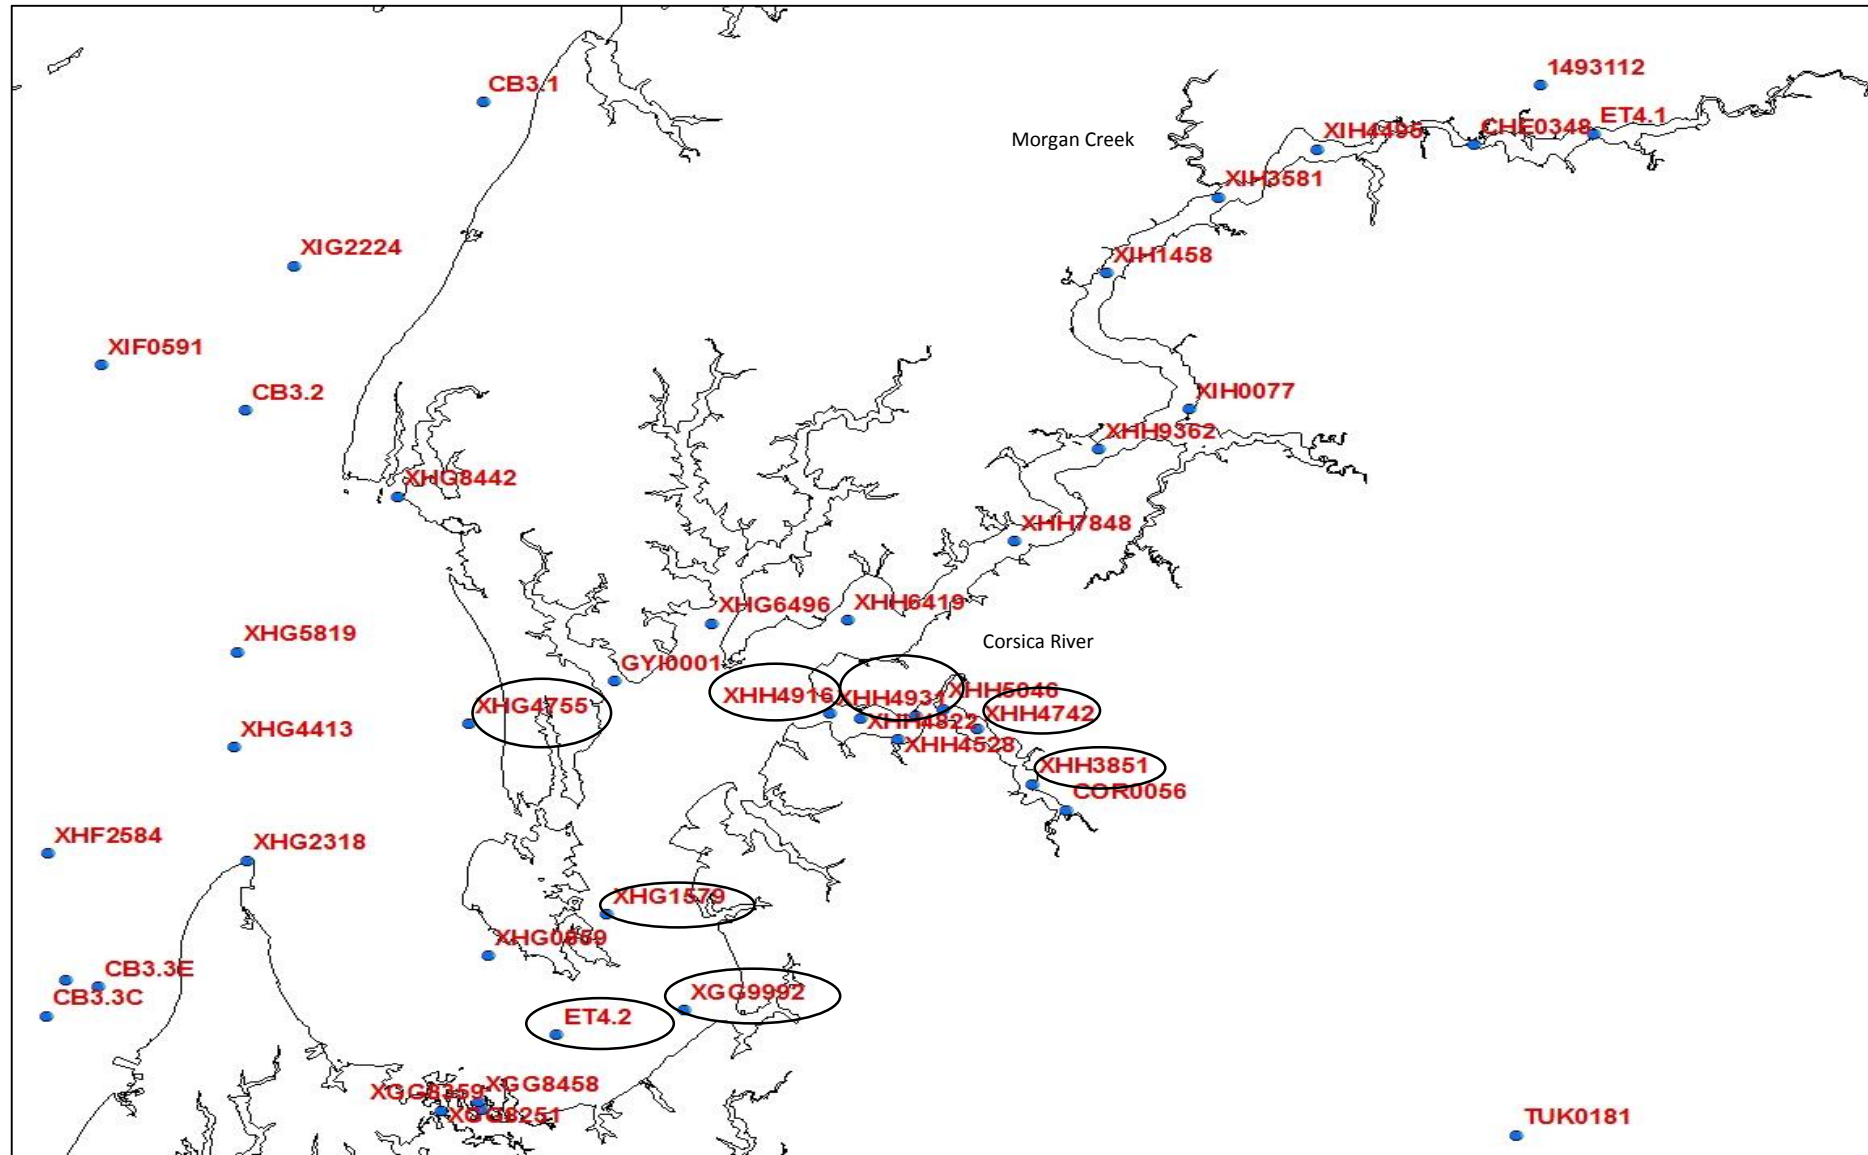 1493112
CB3.1
ET4.1
CHE0348
XIH4495
Morgan Creek
XIH3581
XIG2224
XIH1458
XIF0591
CB3.2
XIH0077
XHH9362
XHG8442
XHH7848
XHG6496
XHH6419
XHG5819
Corsica River
GYI0001
XHH4916
XHH4931
XHH5046
XHG4755
XHH4742
XHH4822
XHG4413
XHH4528
XHH3851
COR0056
XHF2584
XHG2318
XHG1579
XHG0859
CB3.3E
CB3.3C
XGG9992
ET4.2
XGG8458
XGG8359
XGG8251
TUK0181